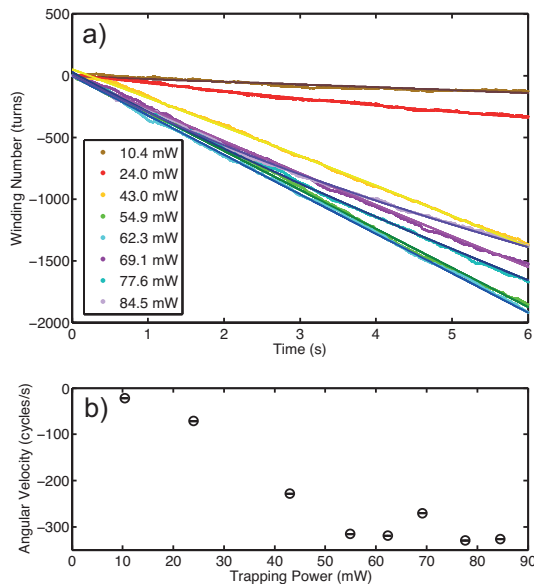 a)
500
0
−500
−1000
−1500
−2000
Winding Number (turns)
10.4 mW
24.0 mW
43.0 mW
54.9 mW
62.3 mW
69.1 mW
77.6 mW
84.5 mW
0 1 2 3 4 5 6
Time (s)
b)
0
−100
−200
−300
Angular Velocity (cycles/s)
0 10 20 30 40 50 60 70 80 90
Trapping Power (mW)